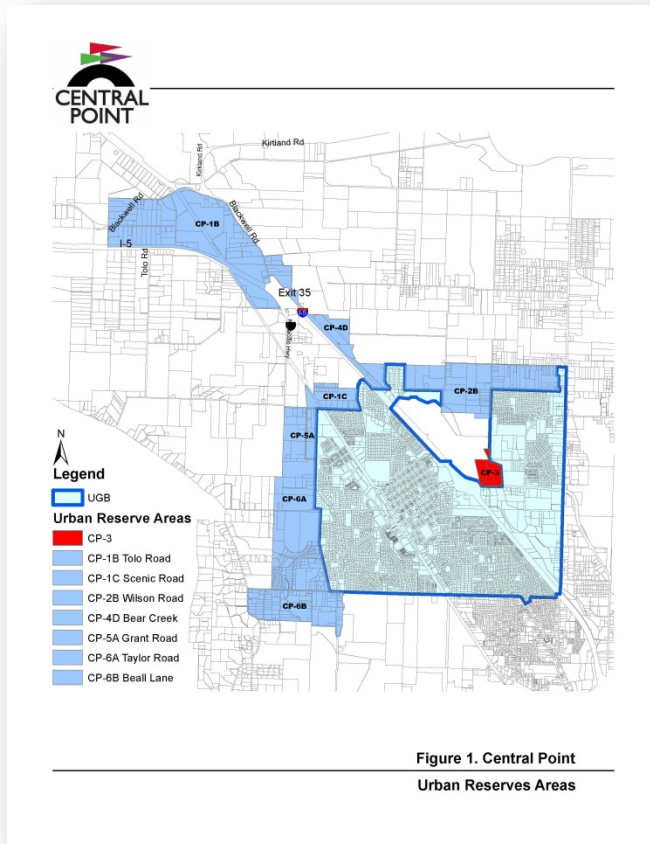 CENTRAL
POINT
Kirtland Rd
Kirtland Rd
Blackwell Rd
Blackwell Rd
CP-1B
I-5
Tolo Rd
Exit 35
CP-4D
CP-2B
CP-1C
CP-5A
CP-3
CP-6A
CP-6B
N
Legend
UGB
Urban Reserve Areas
CP-3
CP-1B Tolo Road
CP-1C Scenic Road
CP-2B Wilson Road
CP-4D Bear Creek
CP-5A Grant Road
CP-6A Taylor Road
CP-6B Beall Lane
Figure 1. Central Point
Urban Reserves Areas